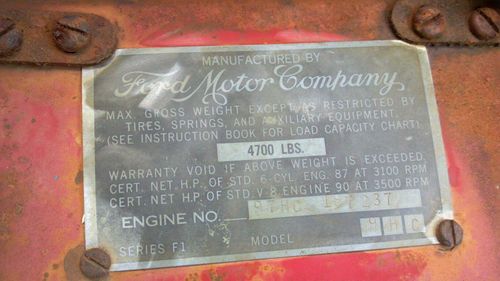 MANUFACTURED BY
Ford Motor Company
MAX. GROSS WEIGHT EXCEPT AS RESTRICTED BY
TIRES, SPRINGS, AND AUXILIARY EQUIPMENT.
(SEE INSTRUCTION BOOK FOR LOAD CAPACITY CHART)
4700 LBS.
WARRANTY VOID IF ABOVE WEIGHT IS EXCEEDED
CERT. NET. H.P. OF STD. 6-CYL. ENG. 87 AT 3100 RPM
CERT. NET. H.P. OF STD. V-8 ENGINE 90 AT 3500 RPM
ENGINE NO.
SERIES F1 MODEL 9HC